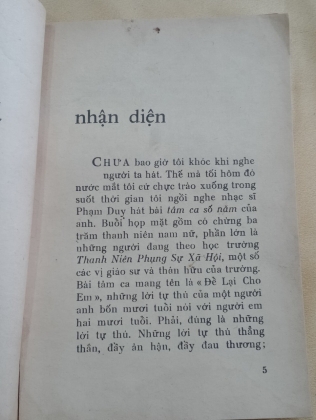 nhận diện
CHƯA bao giờ tôi khóc khi nghe
người ta hát. Thế mà tối hôm đó
nước mắt tôi cứ chực trào xuống trong
suốt thời gian tôi ngồi nghe nhạc sĩ
Phạm Duy hát bài tâm ca số năm của
anh. Buổi họp mặt gồm có chừng ba
trăm thanh niên nam nữ, phần lớn là
những người đang theo học trường
Thanh Niên Phụng Sự Xã-Hội, một số
các vị giáo sư và thân hữu của trường.
Bài tâm ca mang tên là « Để Lại Cho
Em », những lời tự thú của một người
anh bốn mươi tuổi nói với người em
hai mươi tuổi. Phải, đúng là những
lời tự thú. Những lời tự thú thẳng
thắn, đầy ân hận, đầy đau thương;
5